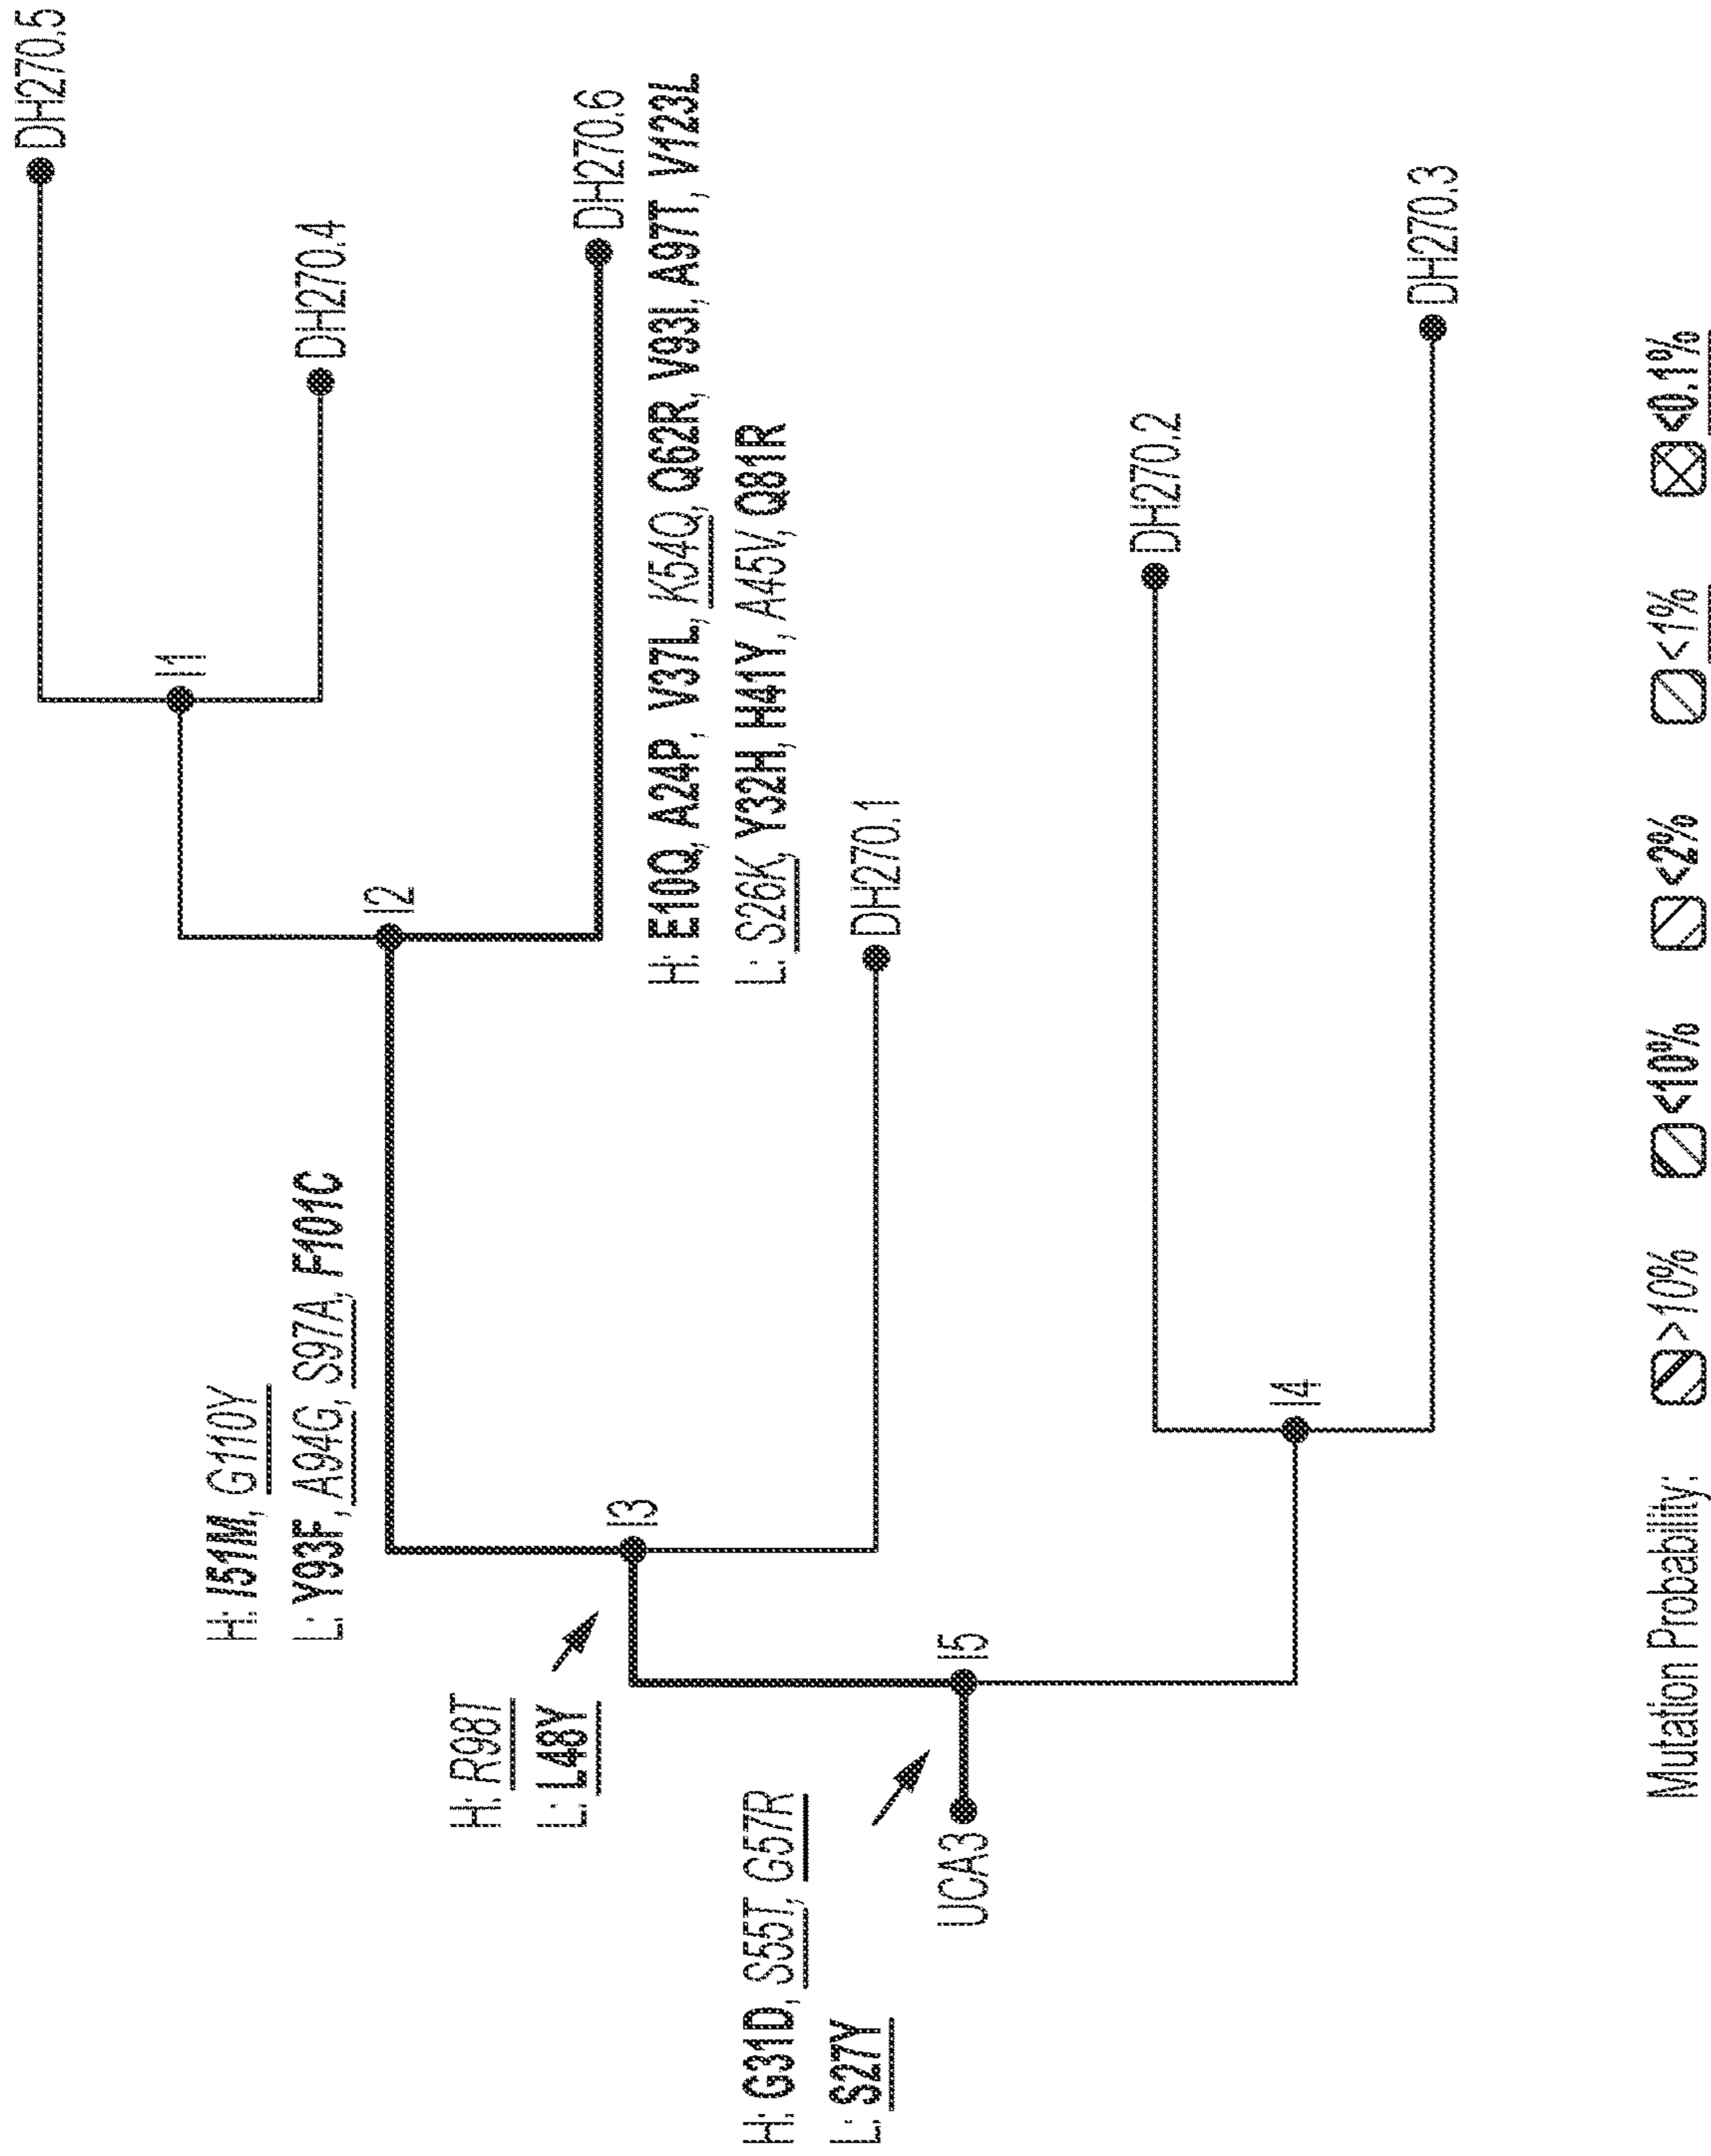 DH270.5
I1
DH270.4
H: I51M, G110Y
L: Y93F, A94G, S97A, F101C
I2
DH270.6
H: E10Q, A24P, V37L, K54Q, Q62R, V93I, A97T, V123L
L: S26K, Y32H, H41Y, A45V, Q81R
H: R98T
L: L48Y
I3
DH270.1
H: G31D, S55T, G57R
L: S27Y
UCA3
I5
DH270.2
I4
DH270.3
Mutation Probability: >10% <10% <2% <1% <0.1%